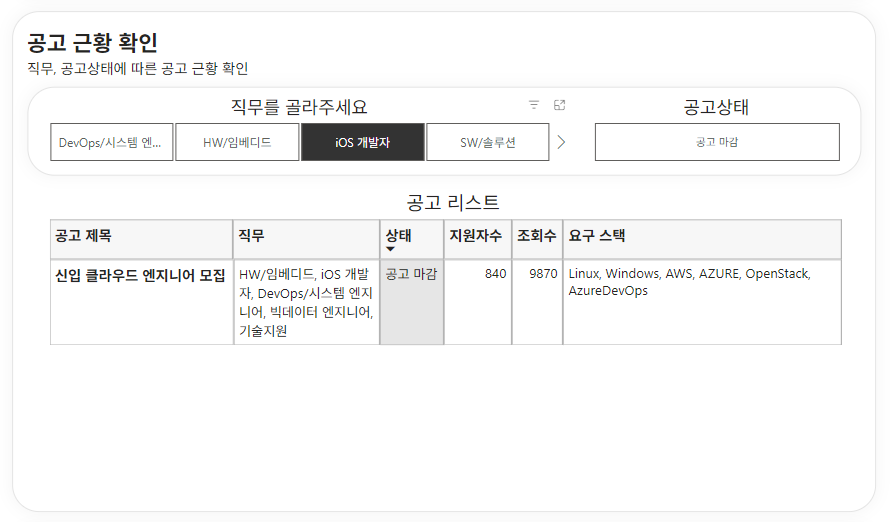 공고 근황 확인
직무, 공고상태에 따른 공고 근황 확인
직무를 골라주세요
공고상태
DevOps/시스템 엔...
HW/임베디드
iOS 개발자
SW/솔루션
공고 마감
공고 리스트
공고 제목
직무
상태
지원자수
조회수
요구 스택
신입 클라우드 엔지니어 모집
HW/임베디드, iOS 개발
자, DevOps/시스템 엔지
니어, 빅데이터 엔지니어,
기술지원
공고 마감
840
9870
Linux, Windows, AWS, AZURE, OpenStack,
AzureDevOps